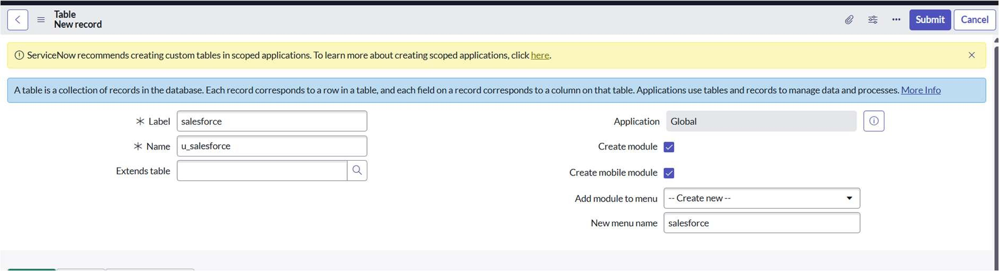 Table
New record
Submit
Cancel
ServiceNow recommends creating custom tables in scoped applications. To learn more about creating scoped applications, click here.
A table is a collection of records in the database. Each record corresponds to a row in a table, and each field on a record corresponds to a column on that table. Applications use tables and records to manage data and processes. More Info
Label
salesforce
Application
Global
Name
u_salesforce
Create module
Extends table
Create mobile module
Add module to menu
-- Create new --
New menu name
salesforce